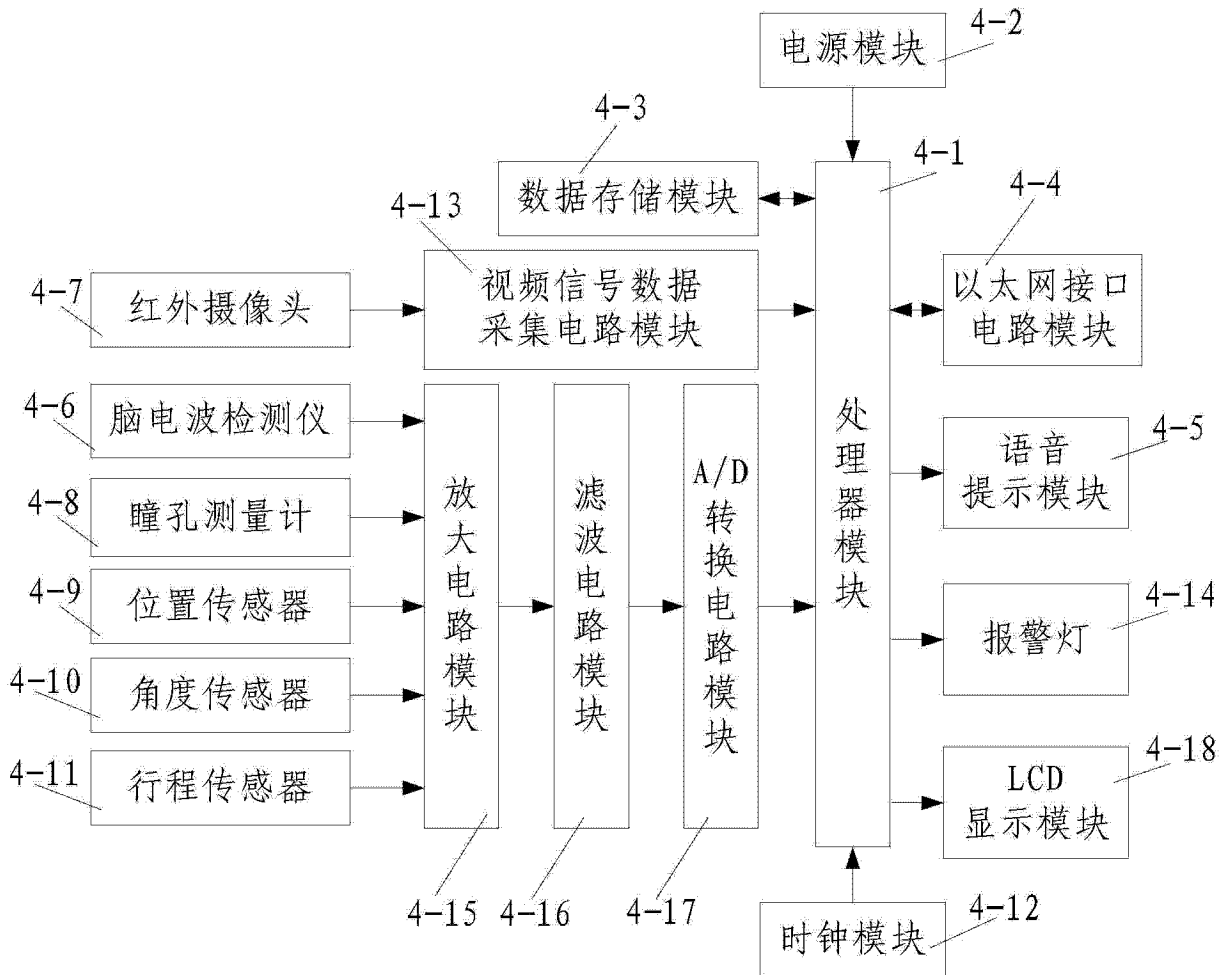 电源模块
4-2
4-3
4-1
数据存储模块
4-4
4-13
4-7
红外摄像头
视频信号数据
采集电路模块
以太网接口
电路模块
4-6
脑电波检测仪
4-8
瞳孔测量计
4-9
位置传感器
4-10
角度传感器
4-11
行程传感器
放大电路模块
滤波电路模块
A/D
转换电路模块
处理器模块
语音
提示模块
4-5
4-14
报警灯
4-18
LCD
显示模块
4-15
4-16
4-17
4-12
时钟模块